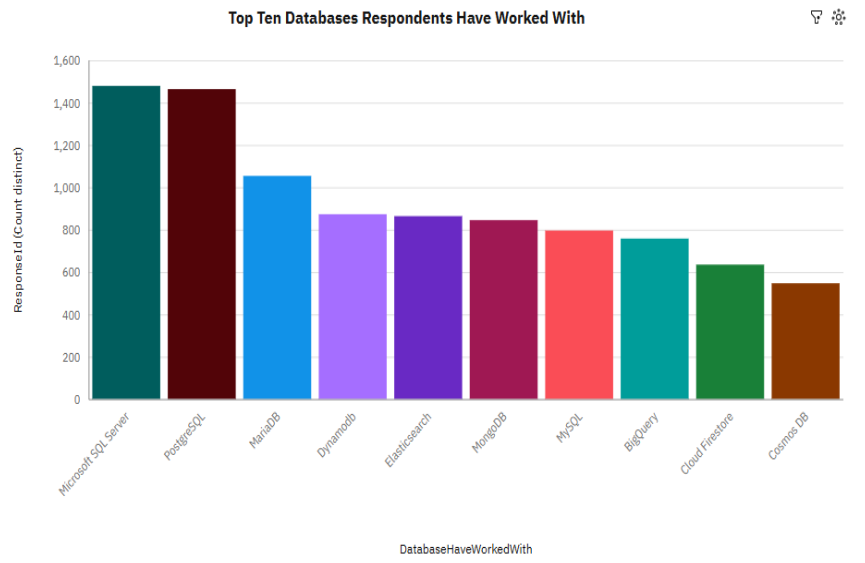 Top Ten Databases Respondents Have Worked With
ResponseId (Count distinct)
1,600
1,400
1,200
1,000
800
600
400
200
0
Microsoft SQL Server
PostgreSQL
MariaDB
Dynamodb
Elasticsearch
MongoDB
MySQL
BigQuery
Cloud Firestore
Cosmos DB
DatabaseHaveWorkedWith